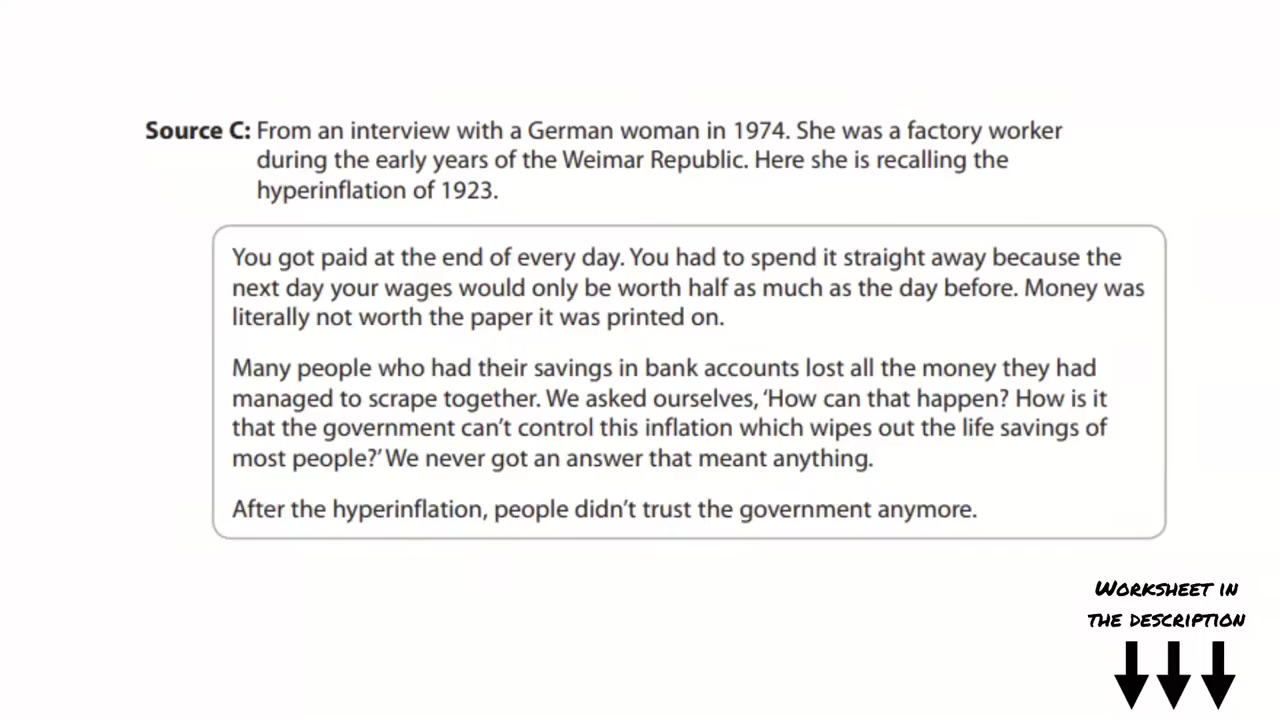 Source C: From an interview with a German woman in 1974. She was a factory worker
during the early years of the Weimar Republic. Here she is recalling the
hyperinflation of 1923.
You got paid at the end of every day. You had to spend it straight away because the
next day your wages would only be worth half as much as the day before. Money was
literally not worth the paper it was printed on.
Many people who had their savings in bank accounts lost all the money they had
managed to scrape together. We asked ourselves, ‘How can that happen? How is it
that the government can’t control this inflation which wipes out the life savings of
most people?’ We never got an answer that meant anything.
After the hyperinflation, people didn’t trust the government anymore.
Worksheet in
the description